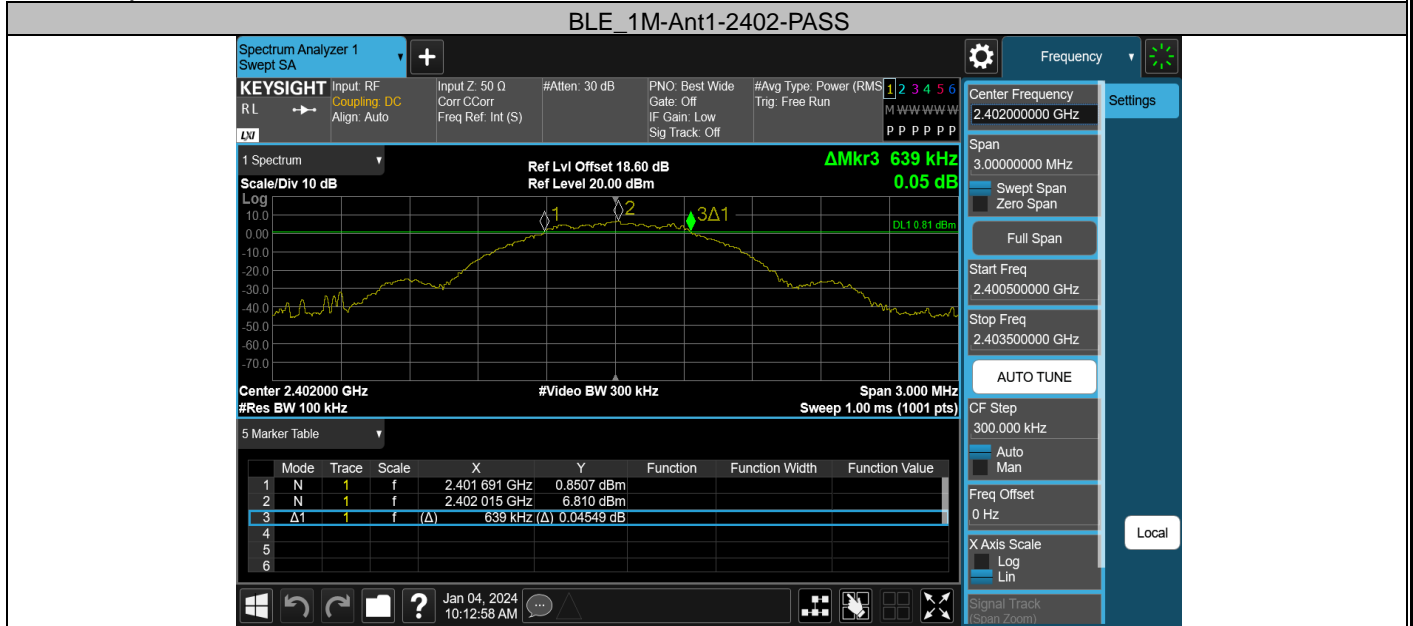 BLE_1M-Ant1-2402-PASS
Spectrum Analyzer 1
Swept SA
+
Frequency
KEYSIGHT
RL
LXI
Input: RF
Coupling: DC
Align: Auto
Input Z: 50 Ω
Corr CCorr
Freq Ref: Int (S)
#Atten: 30 dB
PNO: Best Wide
Gate: Off
IF Gain: Low
Sig Track: Off
#Avg Type: Power (RMS
Trig: Free Run
1 2 3 4 5 6
M W W W W W
P P P P P P
Center Frequency
2.402000000 GHz
Settings
Span
3.00000000 MHz
Swept Span
Zero Span
Full Span
Start Freq
2.400500000 GHz
Stop Freq
2.403500000 GHz
AUTO TUNE
CF Step
300.000 kHz
Auto
Man
Freq Offset
0 Hz
X Axis Scale
Log
Lin
Signal Track
(Span Zoom)
Local
1 Spectrum
Scale/Div 10 dB
Ref Lvl Offset 18.60 dB
Ref Level 20.00 dBm
ΔMkr3 639 kHz
0.05 dB
Log
10.0
0.00
-10.0
-20.0
-30.0
-40.0
-50.0
-60.0
-70.0
1
2
3Δ1
DL1 0.81 dBm
Center 2.402000 GHz
#Video BW 300 kHz
Span 3.000 MHz
#Res BW 100 kHz
Sweep 1.00 ms (1001 pts)
5 Marker Table
Mode Trace Scale X Y Function Function Width Function Value
1 N 1 f 2.401 691 GHz 0.8507 dBm
2 N 1 f 2.402 015 GHz 6.810 dBm
3 Δ1 1 f (Δ) 639 kHz (Δ) 0.04549 dB
4
5
6
?
Jan 04, 2024
10:12:58 AM